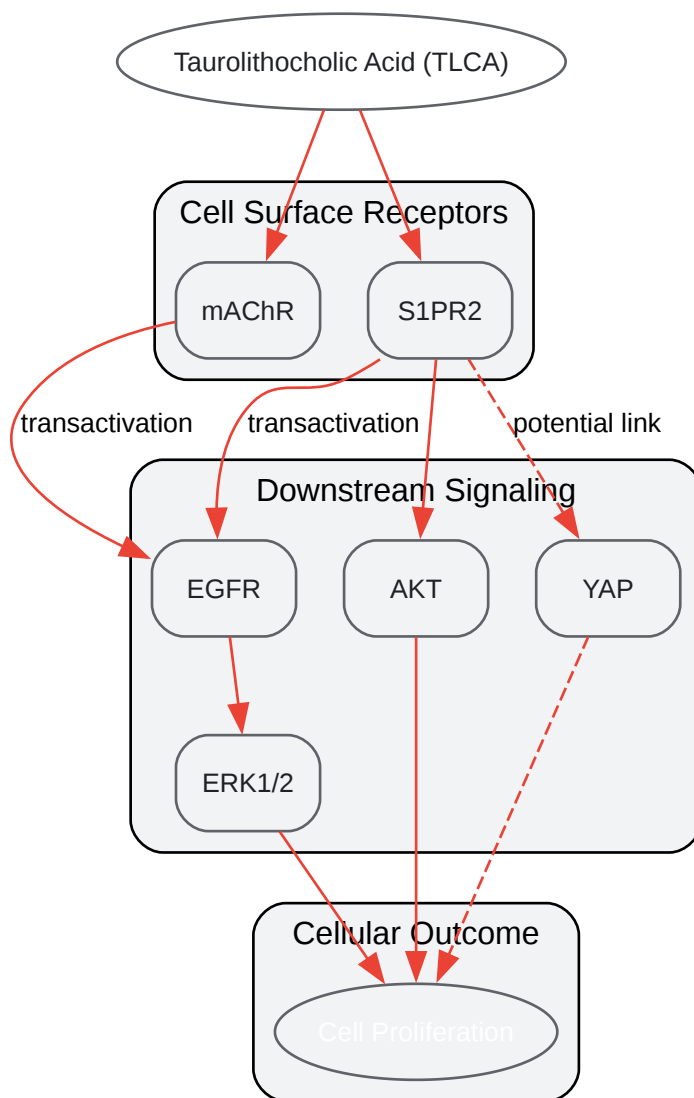 Taurolithocholic Acid (TLCA)
Cell Surface Receptors
mAChR
S1PR2
transactivation
transactivation
potential link
Downstream Signaling
EGFR
AKT
YAP
ERK1/2
Cellular Outcome
Cell Proliferation